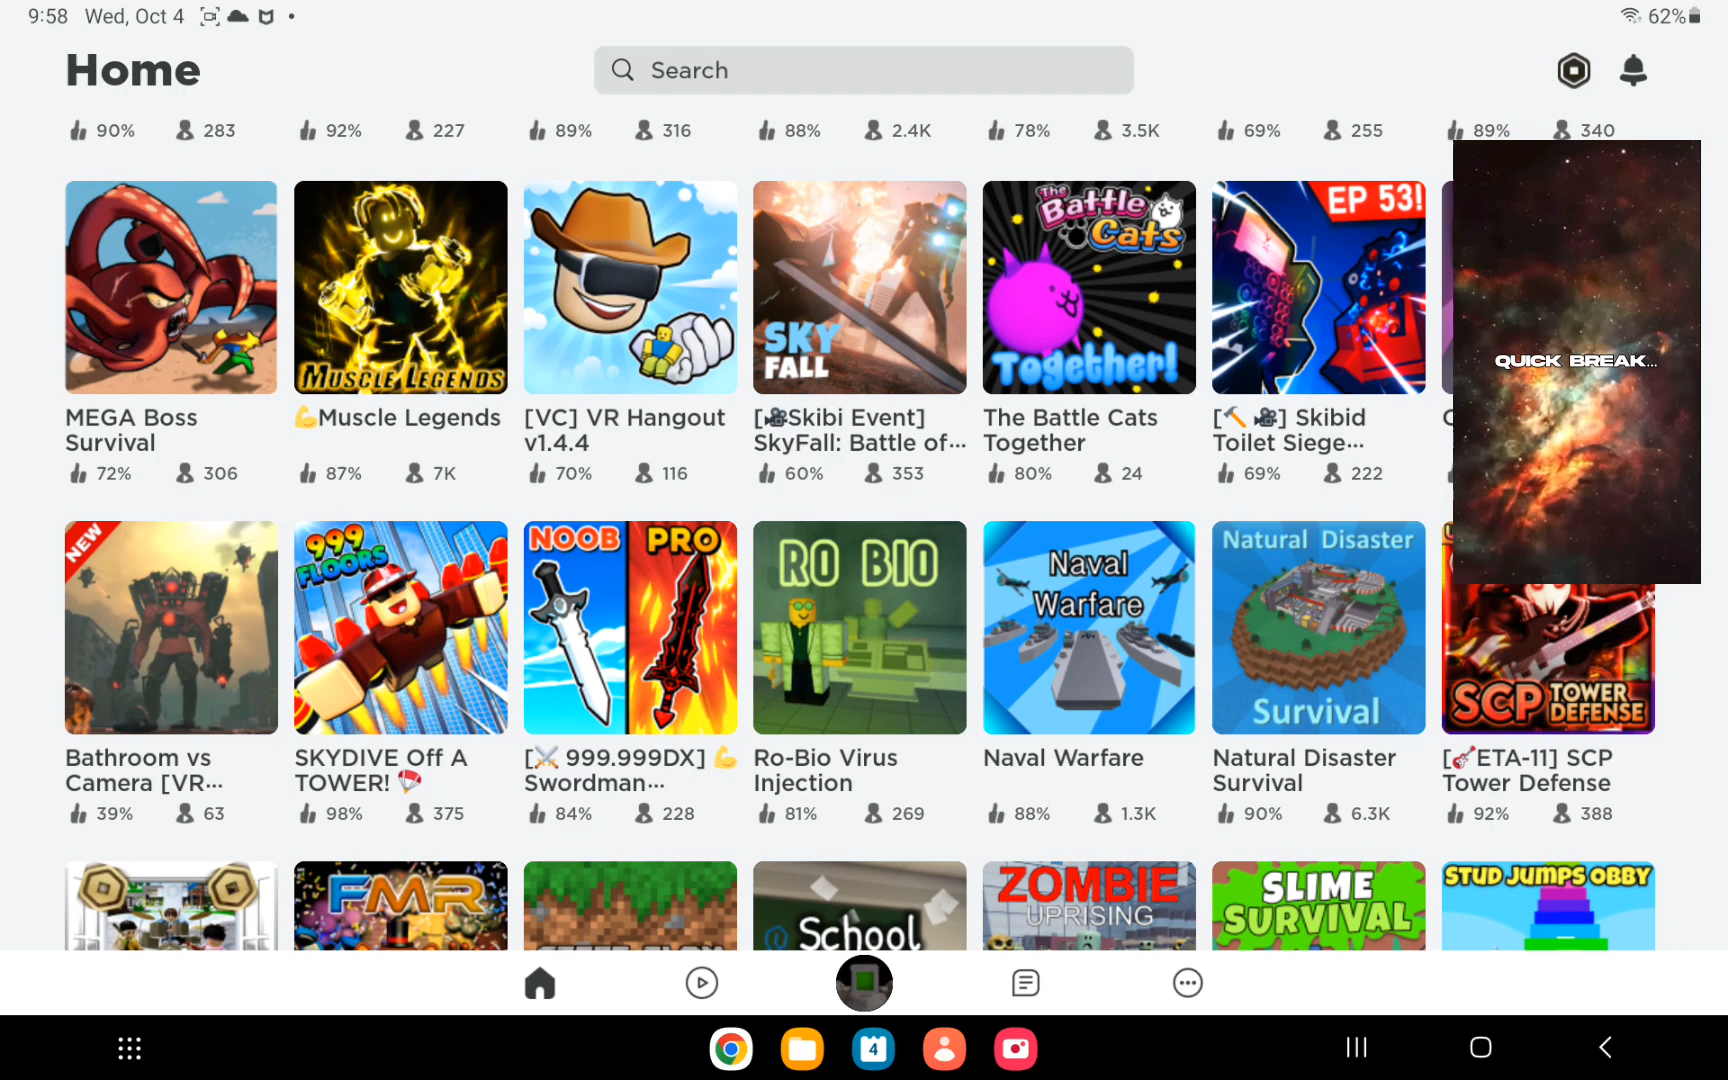 9:58 Wed, Oct 4
62%
Home
Search
90% 283 92% 227 89% 316 88% 2.4K 78% 3.5K 69% 255 89% 340
MUSCLE LEGENDS
SKY
FALL
The
Battle
Cats
Together!
EP 53!
QUICK BREAK...
MEGA Boss
Survival
72% 306
💪Muscle Legends
87% 7K
[VC] VR Hangout
v1.4.4
70% 116
[🎥Skibi Event]
SkyFall: Battle of...
60% 353
The Battle Cats
Together
80% 24
[🔨 🎥] Skibid
Toilet Siege...
69% 222
NEW
999
FLOORS
NOOB PRO
RO BIO
Naval
Warfare
Natural Disaster
Survival
SCP TOWER
DEFENSE
Bathroom vs
Camera [VR...
39% 63
SKYDIVE Off A
TOWER! 🪂
98% 375
[⚔️ 999.999DX] 💪
Swordman...
84% 228
Ro-Bio Virus
Injection
81% 269
Naval Warfare
88% 1.3K
Natural Disaster
Survival
90% 6.3K
[🎸ETA-11] SCP
Tower Defense
92% 388
FMR
School
ZOMBIE
UPRISING
SLIME
SURVIVAL
STUD JUMPS OBBY
4